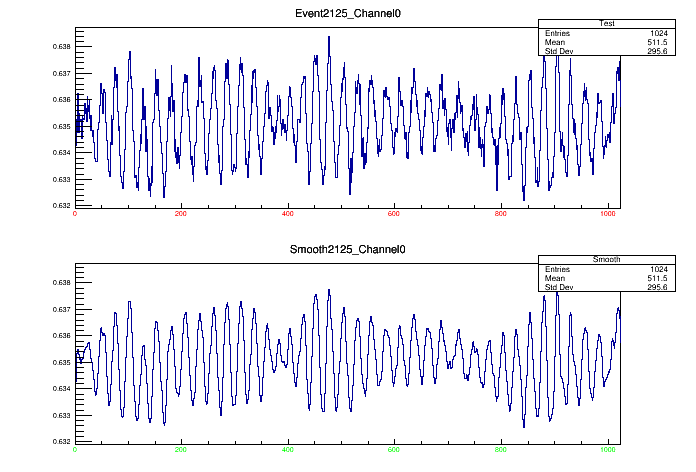 Event2125_Channel0
Test
Entries 1024
Mean 511.5
Std Dev 295.6
0.638
0.637
0.636
0.635
0.634
0.633
0.632
0 200 400 600 800 1000
Smooth2125_Channel0
Smooth
Entries 1024
Mean 511.5
Std Dev 295.6
0.638
0.637
0.636
0.635
0.634
0.633
0.632
0 200 400 600 800 1000